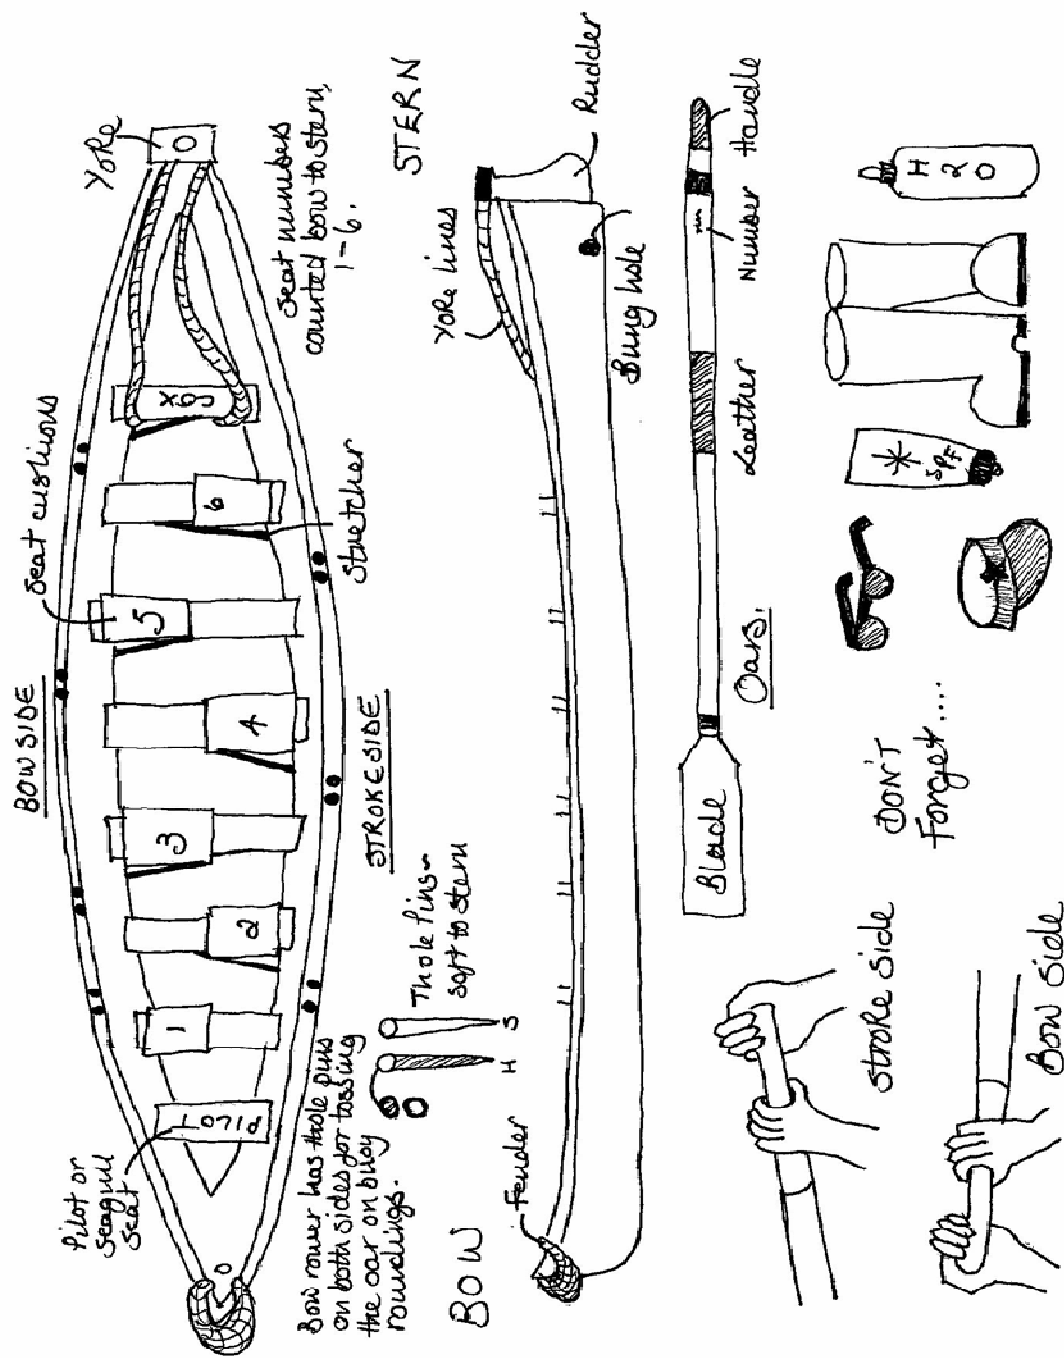 BOW SIDE
Pilot or
seagull
seat
Seat cushions
YoKe
PILOT
1
2
3
4
5
6
COX
O
Bow rower has thole pins
on both sides for tossing
the oar on buoy
roundings.
STROKE SIDE
Stretcher
Seat numbers
counted bow to stern,
1-6.
Thole Pins -
soft to stern
H
S
BOW
STERN
Fender
YoKe lines
Rudder
Bung hole
Blade
Leather
Number
Handle
Oars.
Stroke side
Bow side
DON'T
Forget....
SPF
H
2
O